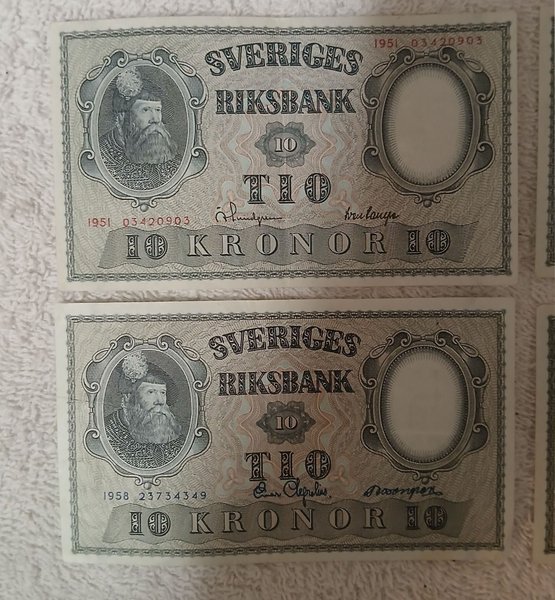 1951 03420903
SVERIGES
RIKSBANK
10
TIO
1951 03420903
10 KRONOR 10
SVERIGES
RIKSBANK
10
TIO
1958 23734349
10 KRONOR 10